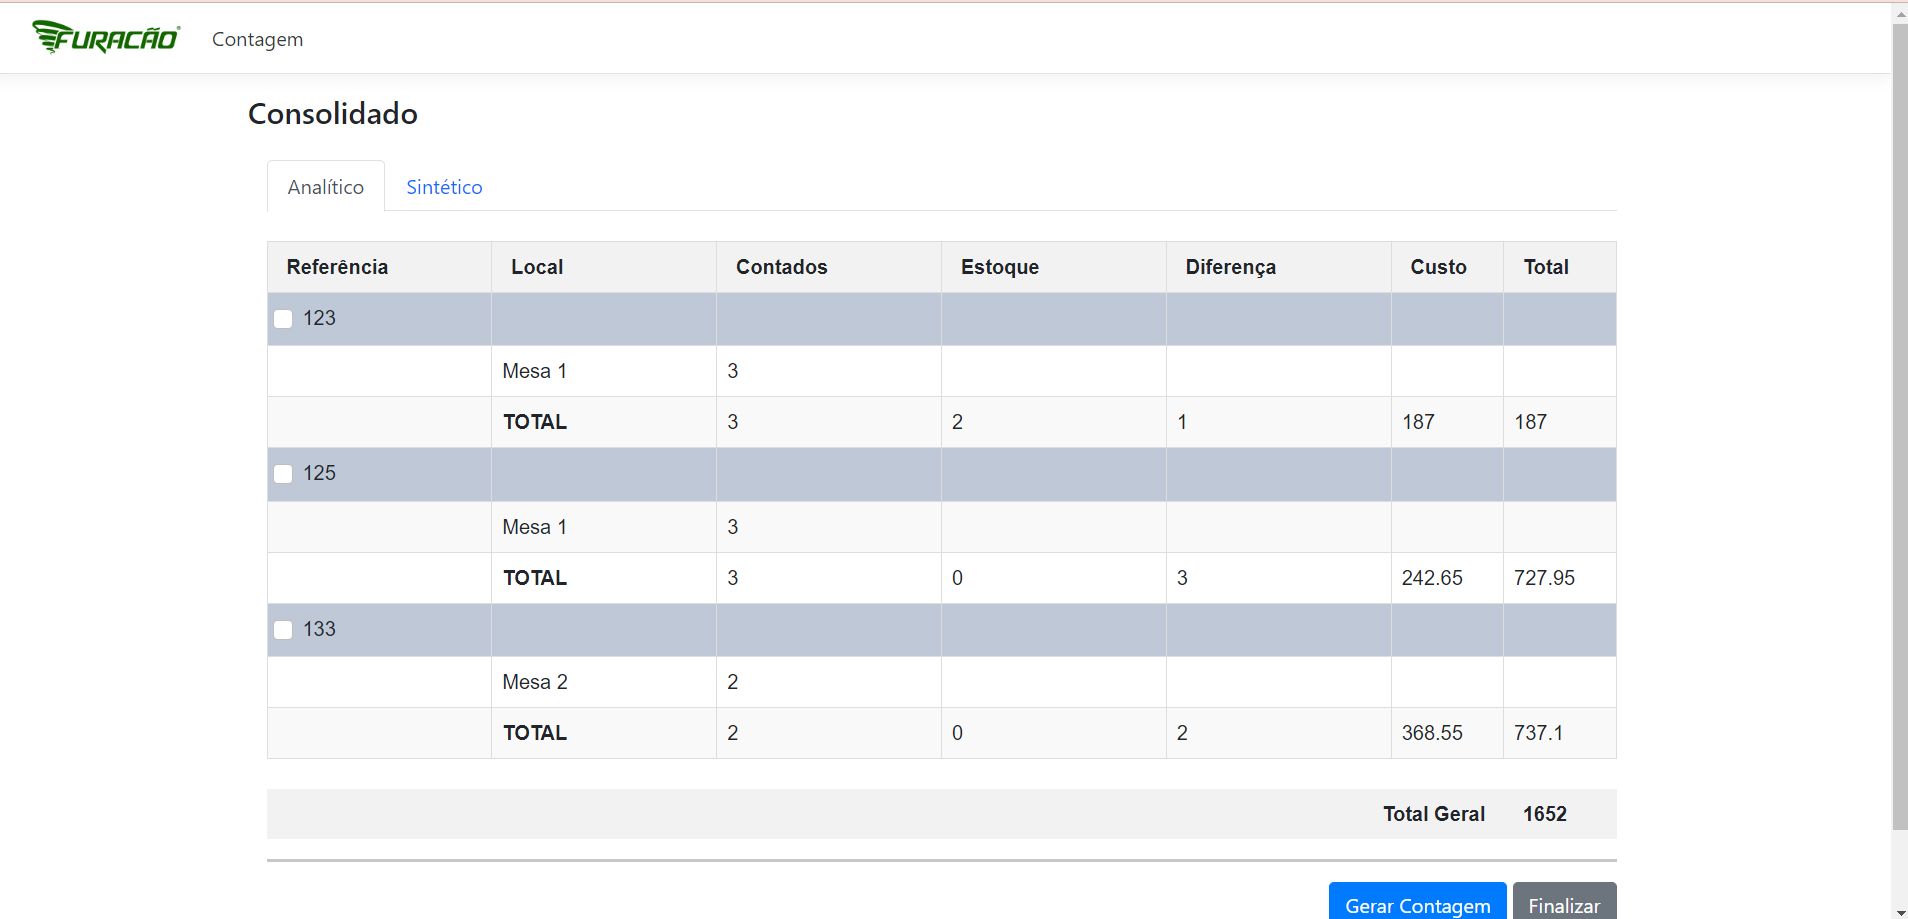 FURACÃO Contagem
Consolidado
Analítico Sintético
Referência Local Contados Estoque Diferença Custo Total
123
Mesa 1 3
TOTAL 3 2 1 187 187
125
Mesa 1 3
TOTAL 3 0 3 242.65 727.95
133
Mesa 2 2
TOTAL 2 0 2 368.55 737.1
Total Geral 1652
Gerar Contagem Finalizar